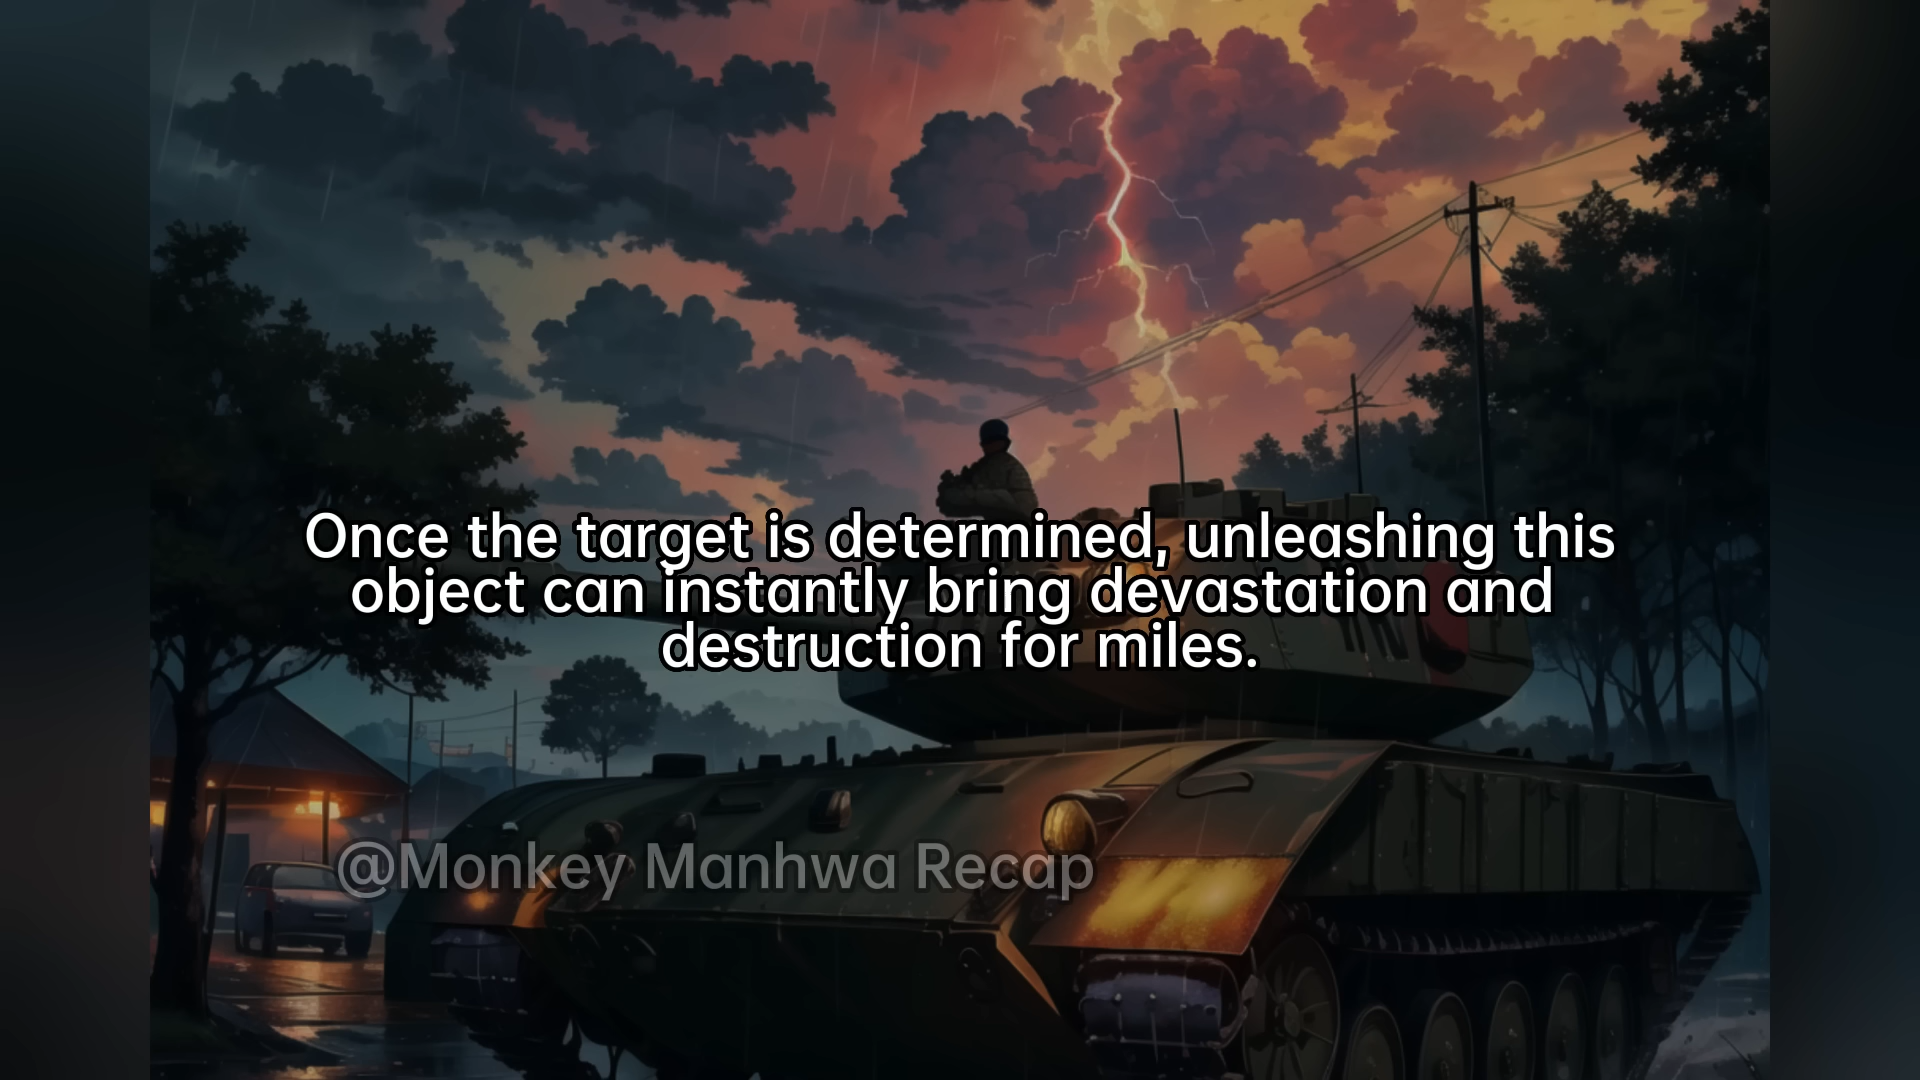 Once the target is determined, unleashing this
object can instantly bring devastation and
destruction for miles.
@Monkey Manhwa Recap